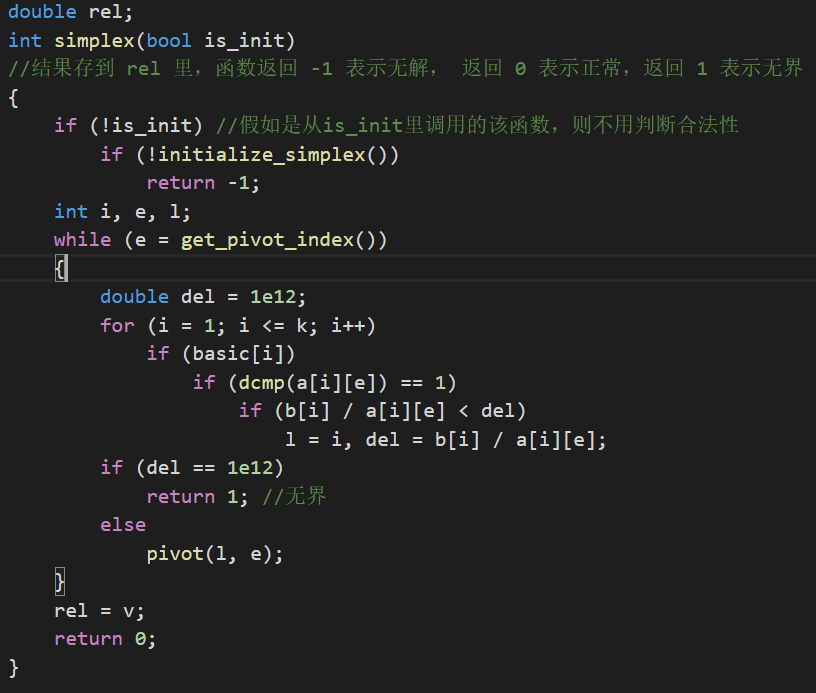 double rel;
int simplex(bool is_init)
//结果存到 rel 里，函数返回 -1 表示无解， 返回 0 表示正常，返回 1 表示无界
{
    if (!is_init) //假如是从is_init里调用的该函数，则不用判断合法性
        if (!initialize_simplex())
            return -1;
    int i, e, l;
    while (e = get_pivot_index())
    {
        double del = 1e12;
        for (i = 1; i <= k; i++)
            if (basic[i])
                if (dcmp(a[i][e]) == 1)
                    if (b[i] / a[i][e] < del)
                        l = i, del = b[i] / a[i][e];
        if (del == 1e12)
            return 1; //无界
        else
            pivot(l, e);
    }
    rel = v;
    return 0;
}